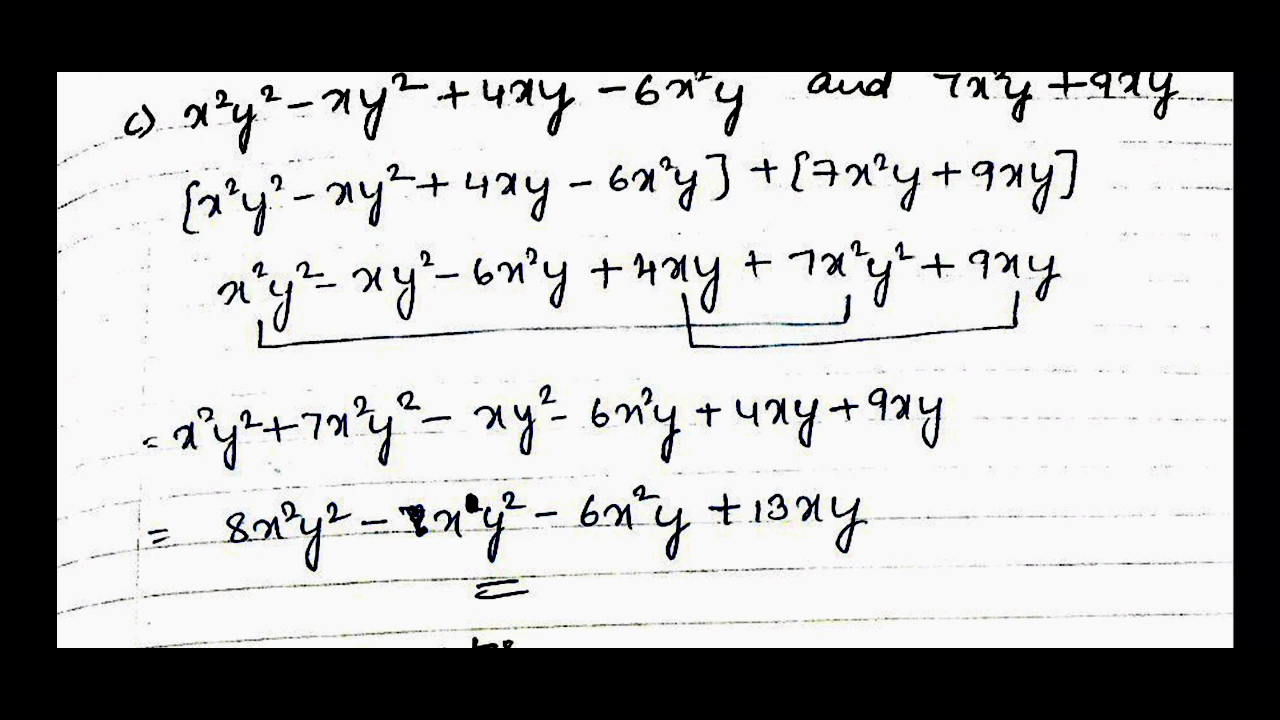 c) x²y² - xy² + 4xy - 6x²y and 7x²y + 9xy
[x²y² - xy² + 4xy - 6x²y] + [7x²y + 9xy]
x²y² - xy² - 6x²y + 4xy + 7x²y² + 9xy
= x²y² + 7x²y² - xy² - 6x²y + 4xy + 9xy
= 8x²y² - xy² - 6x²y + 13xy